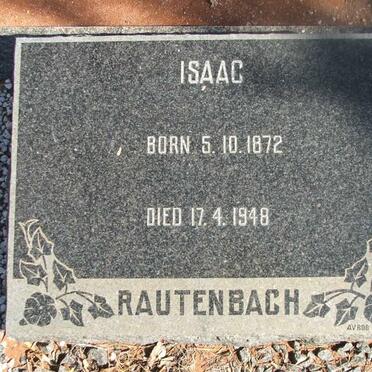 ISAAC
BORN 5.10.1872
DIED 17.4.1948
RAUTENBACH